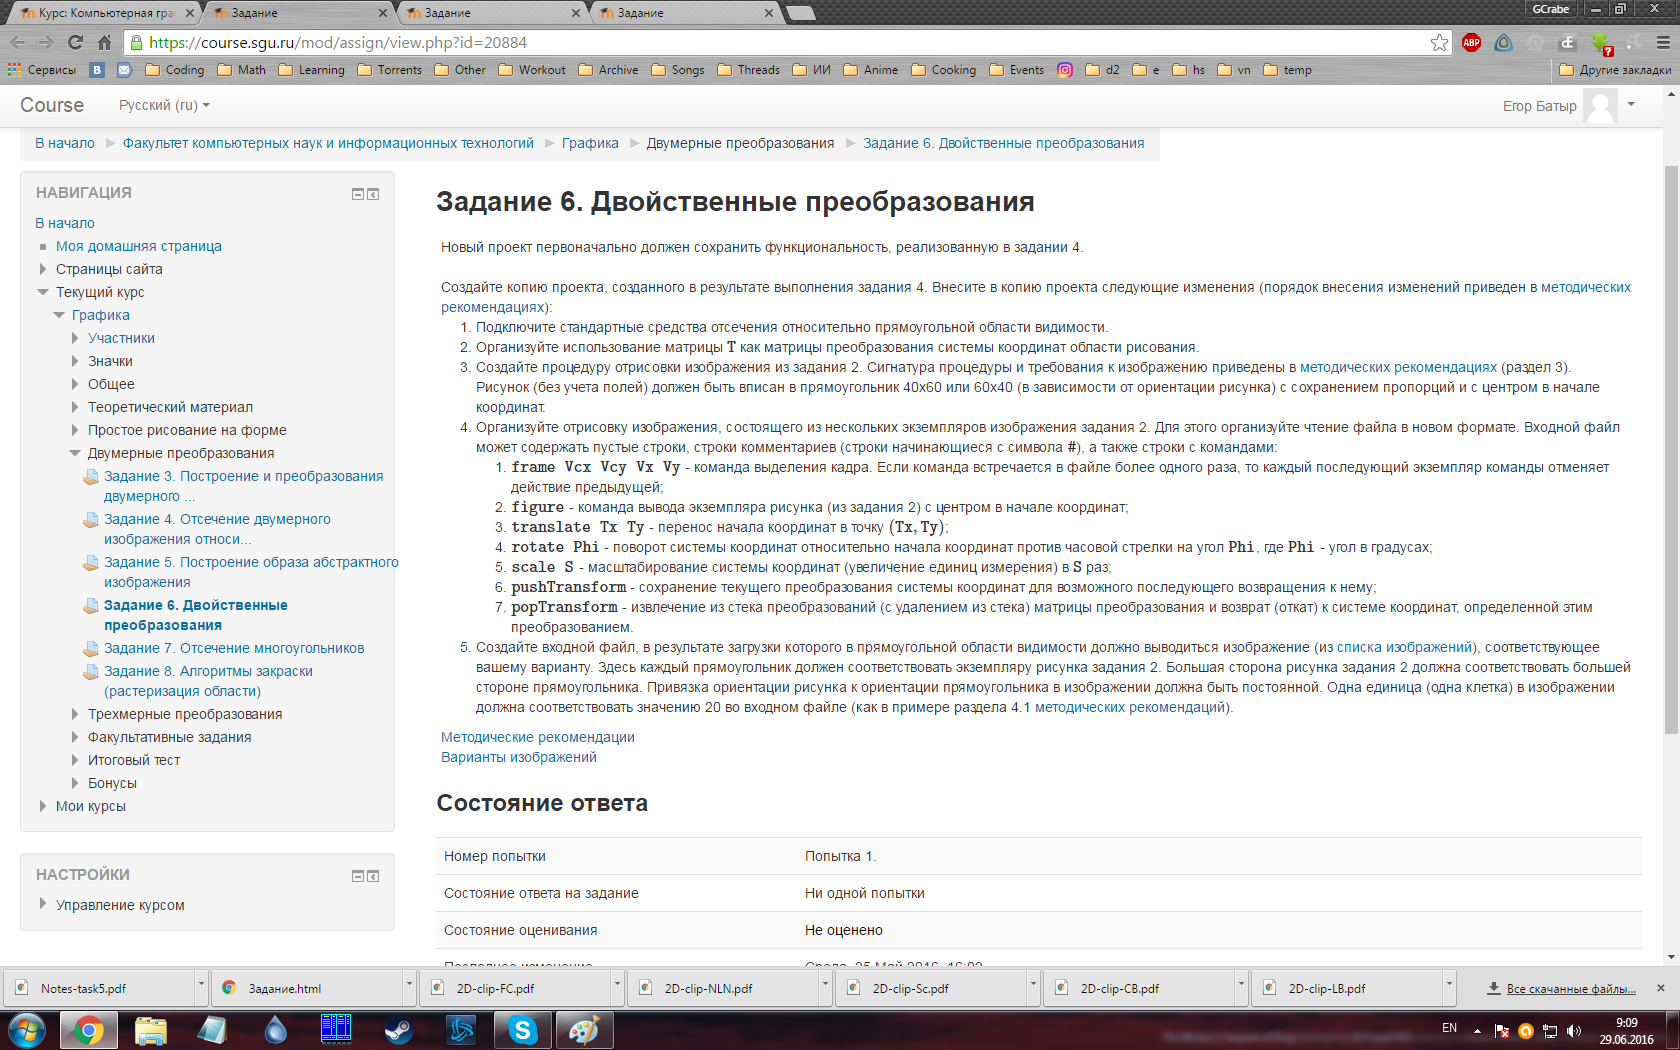 Курс: Компьютерная гра
Задание
Задание
Задание
GCrabe
https://course.sgu.ru/mod/assign/view.php?id=20884
ABP
Сервисы
B
Coding
Math
Learning
Torrents
Other
Workout
Archive
Songs
Threads
ИИ
Anime
Cooking
Events
d2
e
hs
vn
temp
Другие закладки
Course
Русский (ru)
Егор Батыр
В начало
Факультет компьютерных наук и информационных технологий
Графика
Двумерные преобразования
Задание 6. Двойственные преобразования
НАВИГАЦИЯ
В начало
Моя домашняя страница
Страницы сайта
Текущий курс
Графика
Участники
Значки
Общее
Теоретический материал
Простое рисование на форме
Двумерные преобразования
Задание 3. Построение и преобразования
двумерного ...
Задание 4. Отсечение двумерного
изображения относи...
Задание 5. Построение образа абстрактного
изображения
Задание 6. Двойственные
преобразования
Задание 7. Отсечение многоугольников
Задание 8. Алгоритмы закраски
(растеризация области)
Трехмерные преобразования
Факультативные задания
Итоговый тест
Бонусы
Мои курсы
НАСТРОЙКИ
Управление курсом
Задание 6. Двойственные преобразования
Новый проект первоначально должен сохранить функциональность, реализованную в задании 4.
Создайте копию проекта, созданного в результате выполнения задания 4. Внесите в копию проекта следующие изменения (порядок внесения изменений приведен в методических
рекомендациях):
1. Подключите стандартные средства отсечения относительно прямоугольной области видимости.
2. Организуйте использование матрицы T как матрицы преобразования системы координат области рисования.
3. Создайте процедуру отрисовки изображения из задания 2. Сигнатура процедуры и требования к изображению приведены в методических рекомендациях (раздел 3).
Рисунок (без учета полей) должен быть вписан в прямоугольник 40x60 или 60x40 (в зависимости от ориентации рисунка) с сохранением пропорций и с центром в начале
координат.
4. Организуйте отрисовку изображения, состоящего из нескольких экземпляров изображения задания 2. Для этого организуйте чтение файла в новом формате. Входной файл
может содержать пустые строки, строки комментариев (строки начинающиеся с символа #), а также строки с командами:
1. frame Vcx Vcy Vx Vy - команда выделения кадра. Если команда встречается в файле более одного раза, то каждый последующий экземпляр команды отменяет
действие предыдущей;
2. figure - команда вывода экземпляра рисунка (из задания 2) с центром в начале координат;
3. translate Tx Ty - перенос начала координат в точку (Tx, Ty);
4. rotate Phi - поворот системы координат относительно начала координат против часовой стрелки на угол Phi, где Phi - угол в градусах;
5. scale S - масштабирование системы координат (увеличение единиц измерения) в S раз;
6. pushTransform - сохранение текущего преобразования системы координат для возможного последующего возвращения к нему;
7. popTransform - извлечение из стека преобразований (с удалением из стека) матрицы преобразования и возврат (откат) к системе координат, определенной этим
преобразованием.
5. Создайте входной файл, в результате загрузки которого в прямоугольной области видимости должно выводиться изображение (из списка изображений), соответствующее
вашему варианту. Здесь каждый прямоугольник должен соответствовать экземпляру рисунка задания 2. Большая сторона рисунка задания 2 должна соответствовать большей
стороне прямоугольника. Привязка ориентации рисунка к ориентации прямоугольника в изображении должна быть постоянной. Одна единица (одна клетка) в изображении
должна соответствовать значению 20 во входном файле (как в примере раздела 4.1 методических рекомендаций).
Методические рекомендации
Варианты изображений
Состояние ответа
Номер попытки
Попытка 1.
Состояние ответа на задание
Ни одной попытки
Состояние оценивания
Не оценено
Последнее изменение
Среда, 25 Май 2016, 16:02
Notes-task5.pdf
Задание.html
2D-clip-FC.pdf
2D-clip-NLN.pdf
2D-clip-Sc.pdf
2D-clip-CB.pdf
2D-clip-LB.pdf
Все скачанные файлы...
EN
9:09
29.06.2016